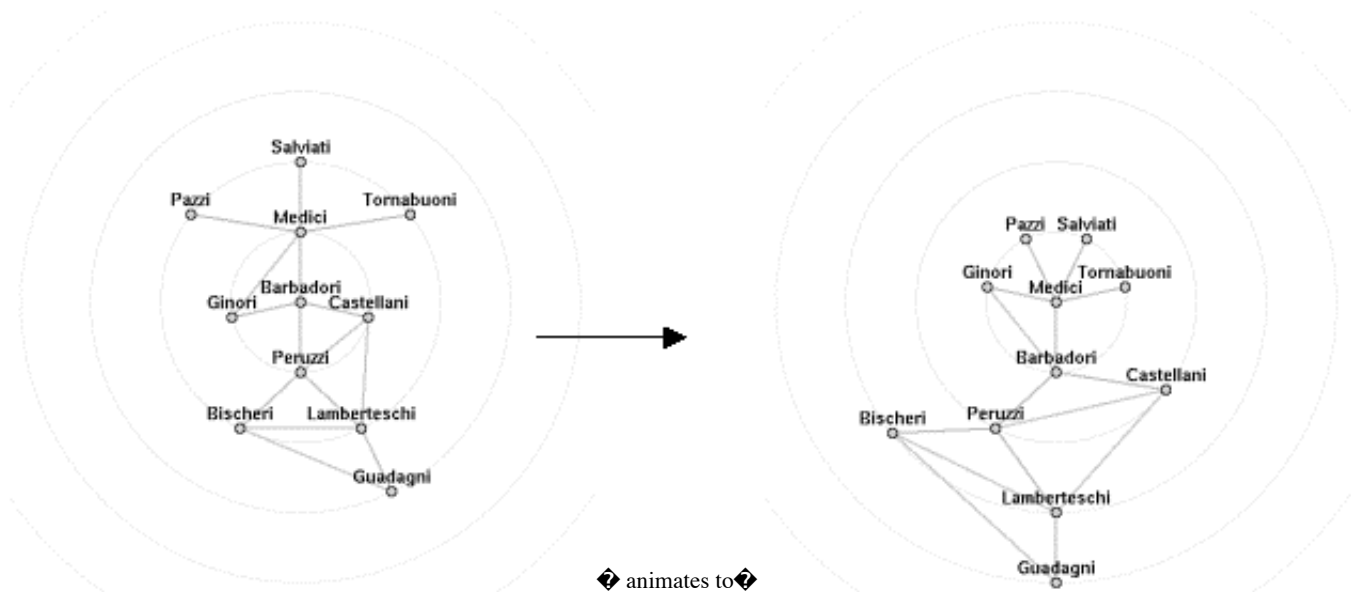 Salviati
Pazzi
Tornabuoni
Medici
Barbadori
Ginori
Castellani
Peruzzi
Bischeri
Lamberteschi
Guadagni
Pazzi
Salviati
Ginori
Tornabuoni
Medici
Barbadori
Castellani
Bischeri
Peruzzi
Lamberteschi
Guadagni
� animates to�